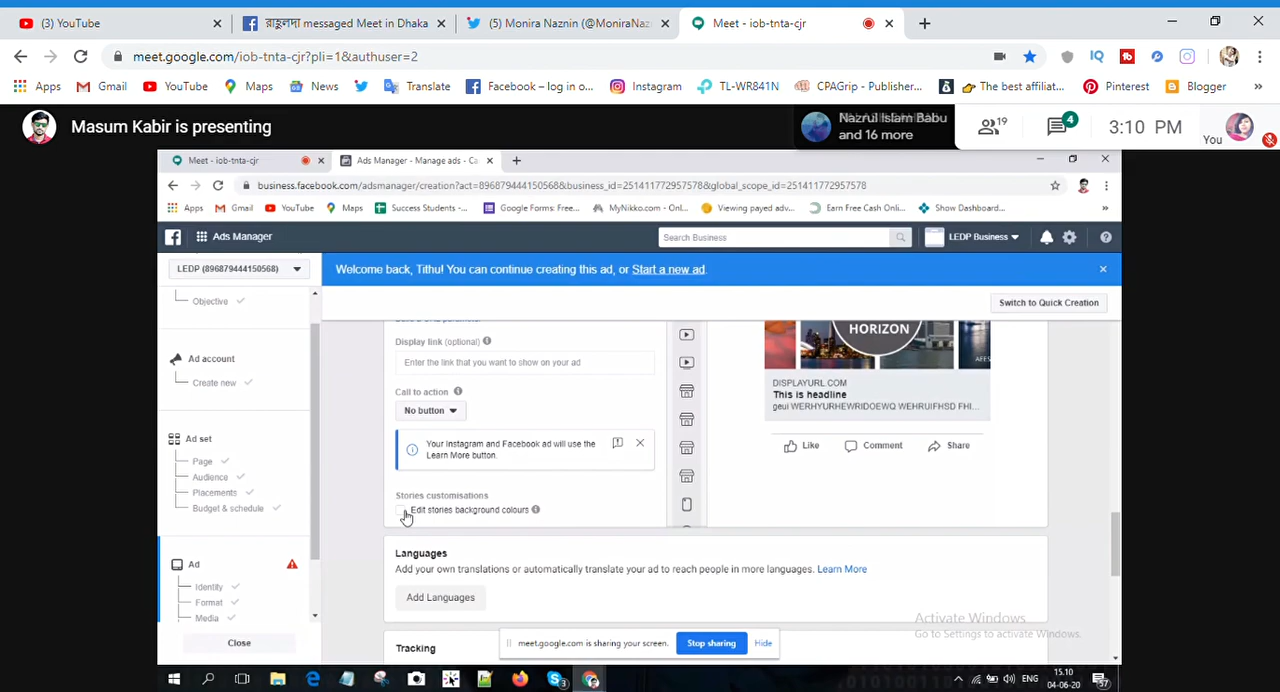 (3) YouTube
রাহুলদা messaged Meet in Dhaka
(5) Monira Naznin (@MoniraNaz
Meet - iob-tnta-cjr
meet.google.com/iob-tnta-cjr?pli=1&authuser=2
Apps
Gmail
YouTube
Maps
News
Translate
Facebook – log in o...
Instagram
TL-WR841N
CPAGrip - Publisher...
The best affiliat...
Pinterest
Blogger
Masum Kabir is presenting
Nazrul Islam Babu
and 16 more
19
4
3:10 PM
You
Meet - iob-tnta-cjr
Ads Manager - Manage ads - Ca
business.facebook.com/adsmanager/creation?act=896879444150568&business_id=251411772957578&global_scope_id=251411772957578
Apps
Gmail
YouTube
Maps
Success Students -...
Google Forms: Free...
MyNikko.com - Onl...
Viewing payed adv...
Earn Free Cash Onli...
Show Dashboard...
Ads Manager
Search Business
LEDP Business
LEDP (896879444150568)
Welcome back, Tithu! You can continue creating this ad, or Start a new ad.
Switch to Quick Creation
Objective
Ad account
Create new
Ad set
Page
Audience
Placements
Budget & schedule
Ad
Identity
Format
Media
Close
Display link (optional)
Enter the link that you want to show on your ad
Call to action
No button
Your Instagram and Facebook ad will use the
Learn More button.
Stories customisations
Edit stories background colours
HORIZON
DISPLAYURL.COM
This is headline
geui WERHYURHEWRIDOEWQ WEHRUIFHSD FHI...
Like
Comment
Share
Languages
Add your own translations or automatically translate your ad to reach people in more languages. Learn More
Add Languages
Tracking
Activate Windows
Go to Settings to activate Windows.
meet.google.com is sharing your screen.
Stop sharing
Hide
ENG
15.10
04-06-20
57